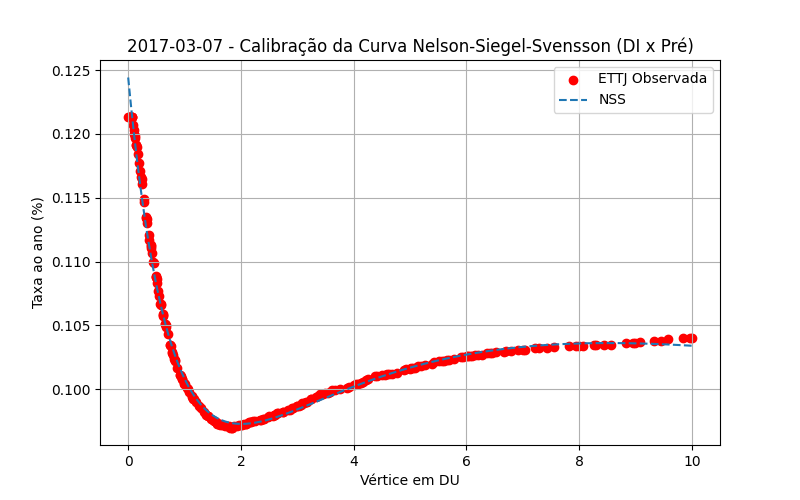 2017-03-07 - Calibração da Curva Nelson-Siegel-Svensson (DI x Pré)
ETTJ Observada
NSS
Taxa ao ano (%)
0.125
0.120
0.115
0.110
0.105
0.100
0 2 4 6 8 10
Vértice em DU